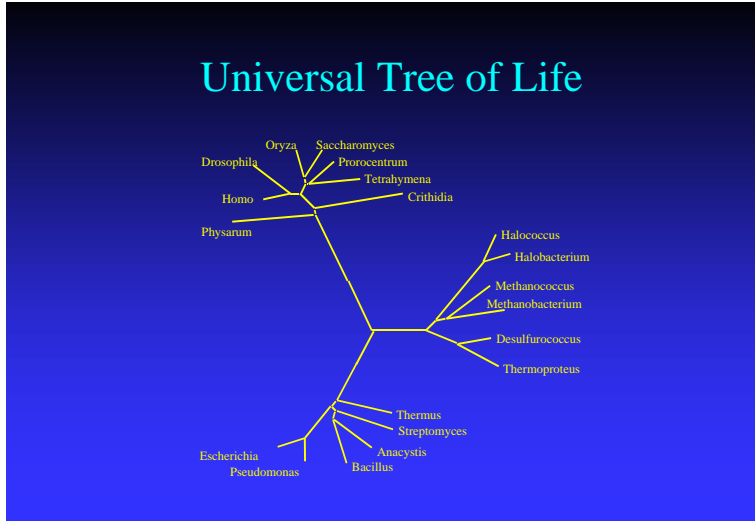 Universal Tree of Life
Oryza
Saccharomyces
Drosophila
Prorocentrum
Tetrahymena
Homo
Crithidia
Physarum
Halococcus
Halobacterium
Methanococcus
Methanobacterium
Desulfurococcus
Thermoproteus
Thermus
Streptomyces
Anacystis
Escherichia
Bacillus
Pseudomonas